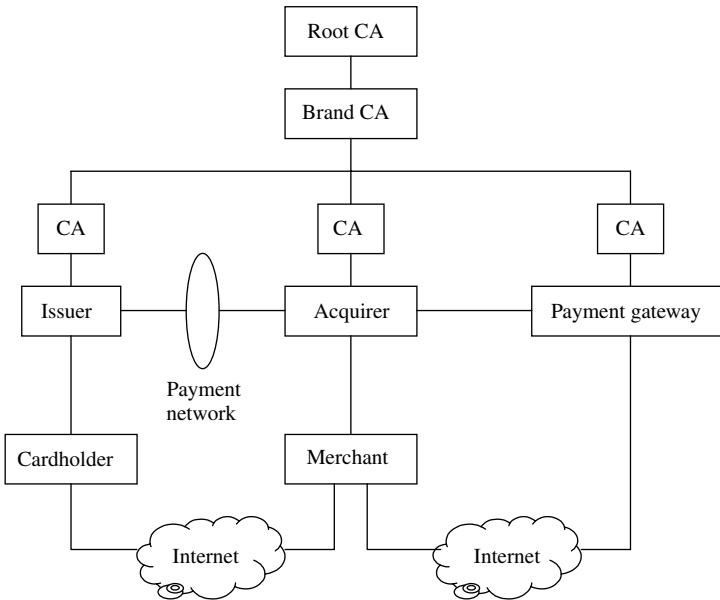 Root CA
Brand CA
CA
CA
CA
Issuer
Acquirer
Payment gateway
Payment
network
Cardholder
Merchant
Internet
Internet